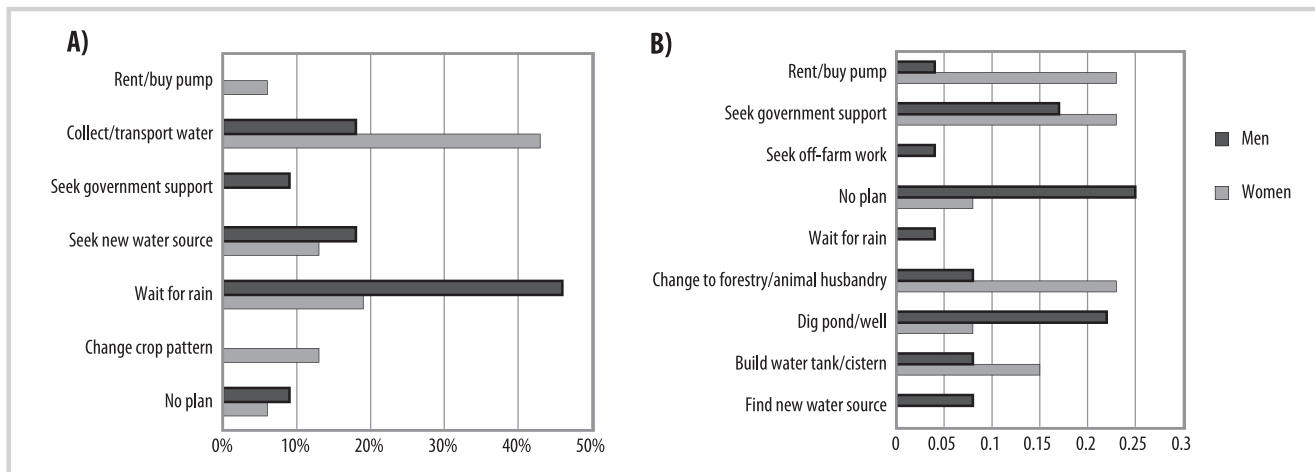 A)
Rent/buy pump
Collect/transport water
Seek government support
Seek new water source
Wait for rain
Change crop pattern
No plan
0% 10% 20% 30% 40% 50%
B)
Rent/buy pump
Seek government support
Seek off-farm work
No plan
Wait for rain
Change to forestry/animal husbandry
Dig pond/well
Build water tank/cistern
Find new water source
0 0.05 0.1 0.15 0.2 0.25 0.3
Men
Women